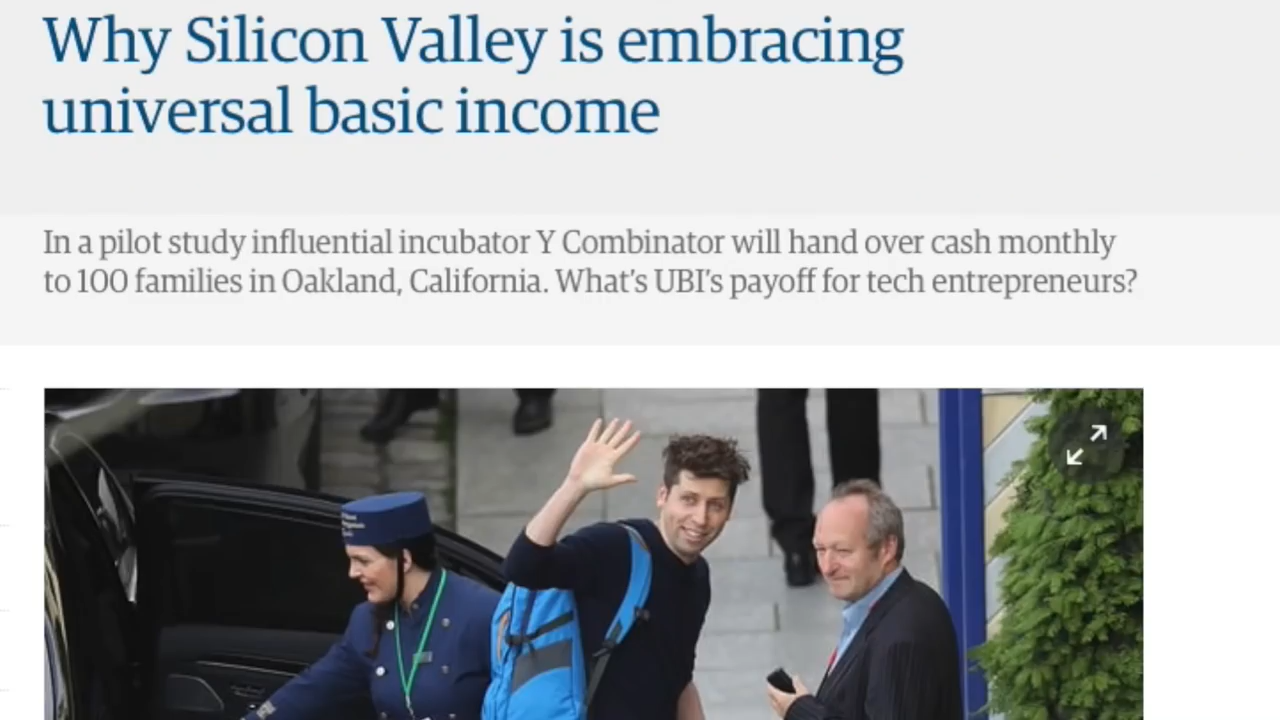 Why Silicon Valley is embracing
universal basic income
In a pilot study influential incubator Y Combinator will hand over cash monthly
to 100 families in Oakland, California. What's UBI's payoff for tech entrepreneurs?